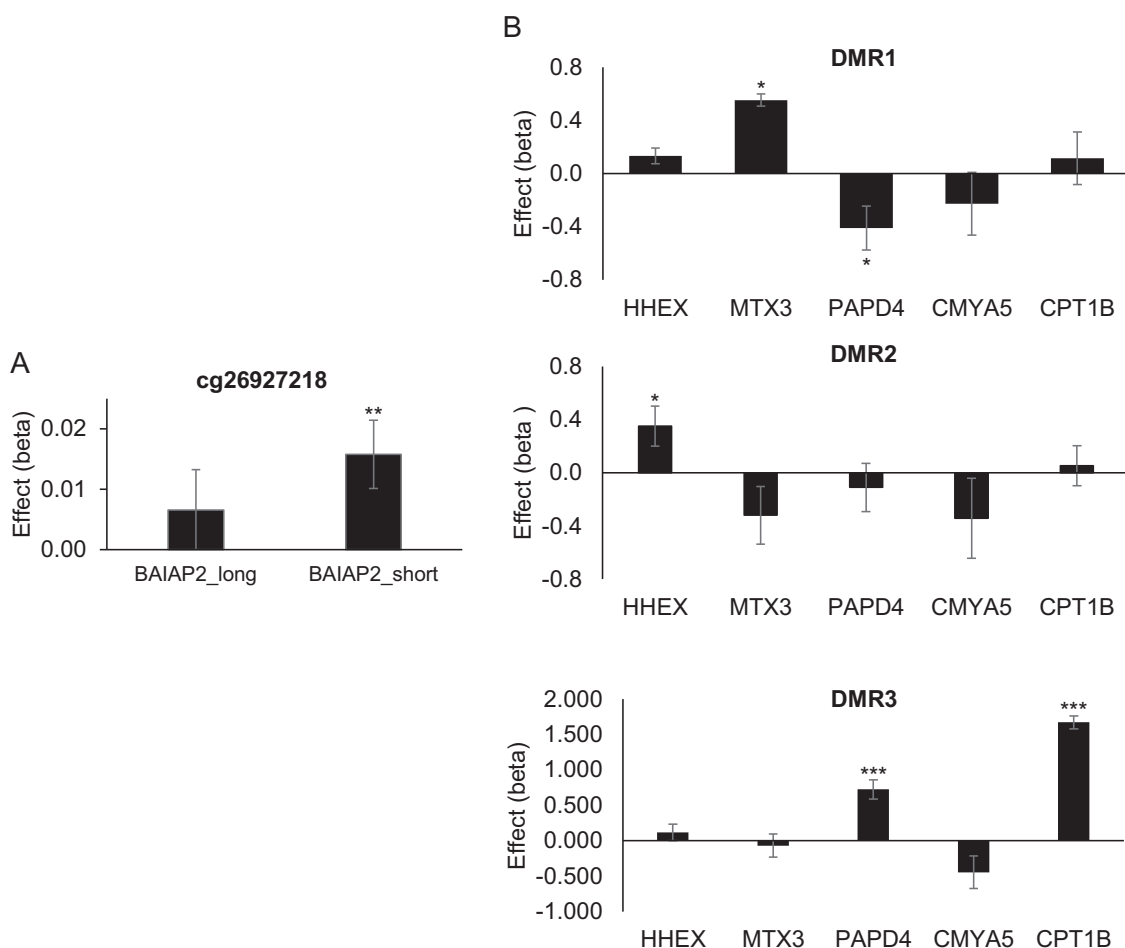 A
cg26927218
Effect (beta)
0.02
0.01
0.00
**
BAIAP2_long BAIAP2_short
B
DMR1
Effect (beta)
0.8
0.4
0.0
-0.4
-0.8
*
*
HHEX MTX3 PAPD4 CMYA5 CPT1B
DMR2
Effect (beta )
0.8
0.4
0.0
-0.4
-0.8
*
HHEX MTX3 PAPD4 CMYA5 CPT1B
DMR3
Effect (beta)
2.000
1.500
1.000
0.500
0.000
-0.500
-1.000
***
***
HHEX MTX3 PAPD4 CMYA5 CPT1B